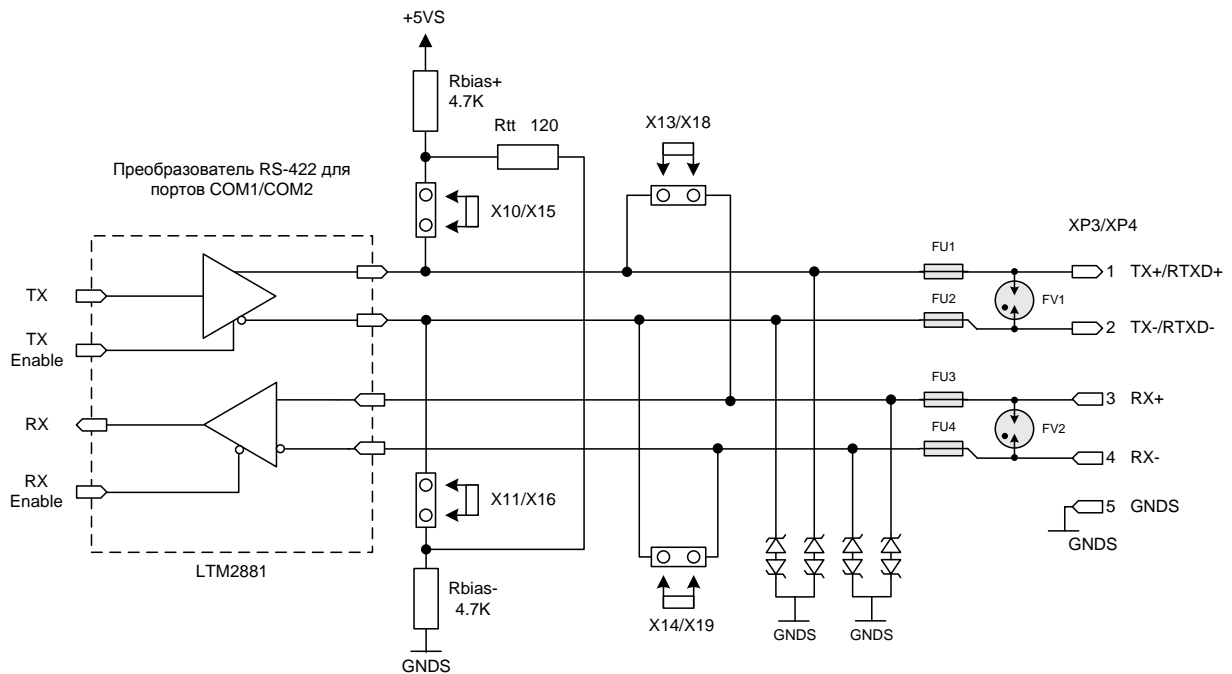 +5VS
Rbias+
4.7K
Rtt 120
X13/X18
Преобразователь RS-422 для
портов COM1/COM2
X10/X15
XP3/XP4
FU1
1 TX+/RTXD+
TX
FU2
FV1
TX
Enable
2 TX-/RTXD-
FU3
3 RX+
RX
FU4
FV2
4 RX-
RX
Enable
X11/X16
5 GNDS
GNDS
LTM2881
Rbias-
4.7K
X14/X19
GNDS
GNDS
GNDS